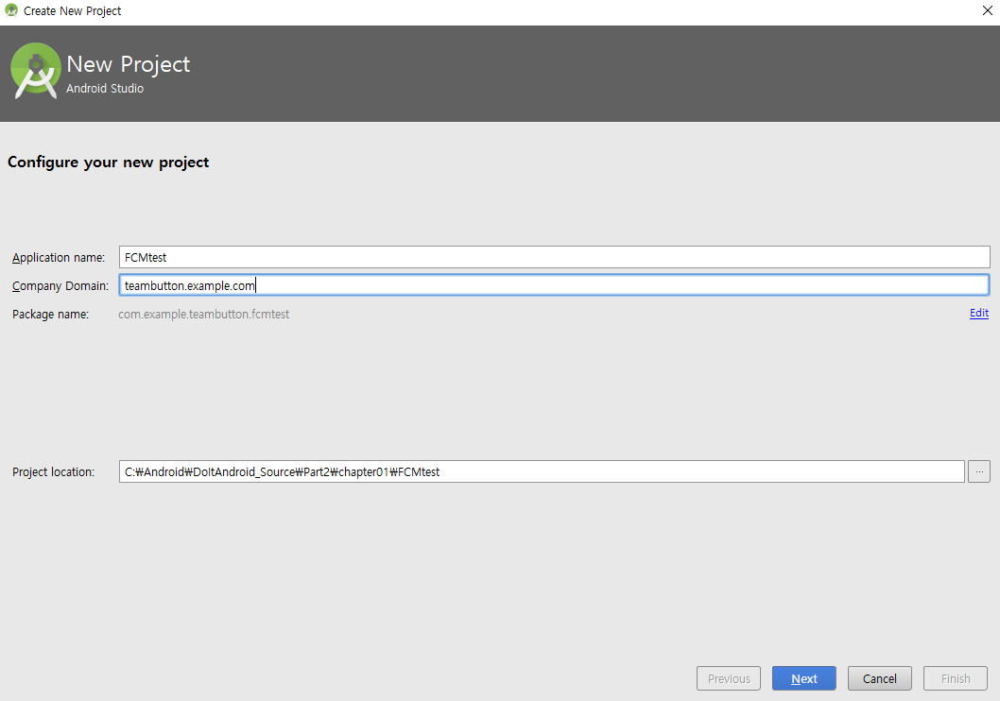 Create New Project
New Project
Android Studio
Configure your new project
Application name: FCMtest
Company Domain: teambutton.example.com
Package name: com.example.teambutton.fcmtest Edit
Project location: C:₩Android₩DoItAndroid_Source₩Part2₩chapter01₩FCMtest ...
Previous Next Cancel Finish